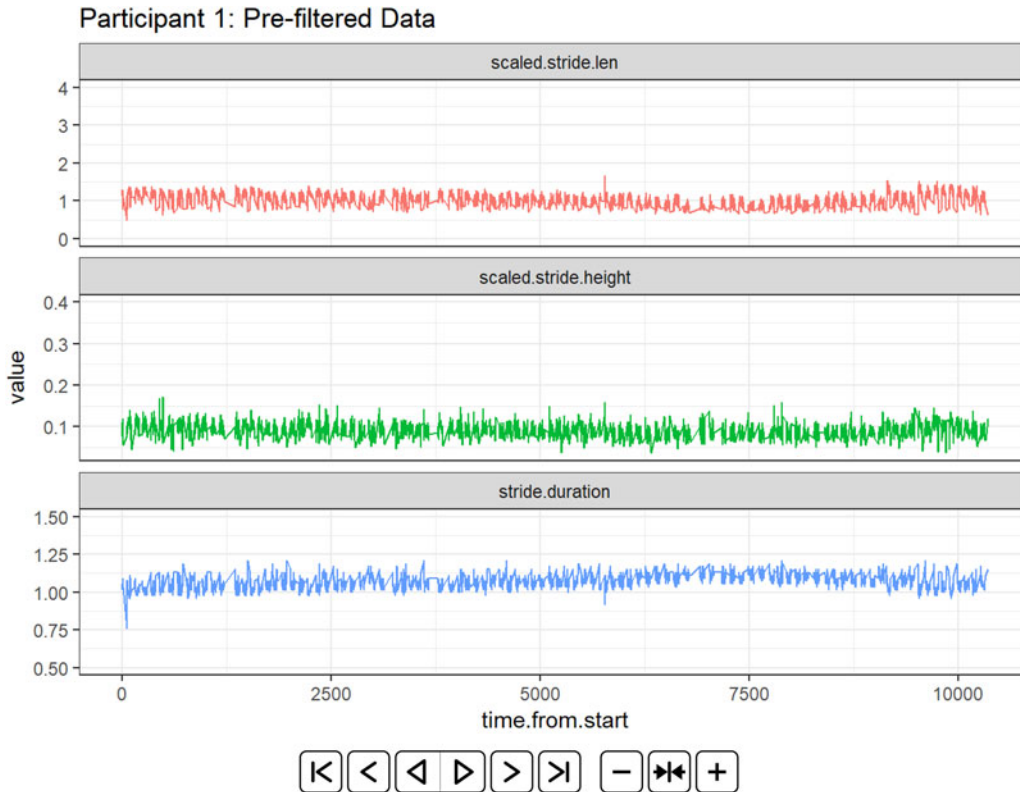 Participant 1: Pre-filtered Data
scaled.stride.len
4
3
2
1
0
scaled.stride.height
0.4
0.3
0.2
0.1
value
stride.duration
1.50
1.25
1.00
0.75
0.50
0 2500 5000 7500 10000
time.from.start